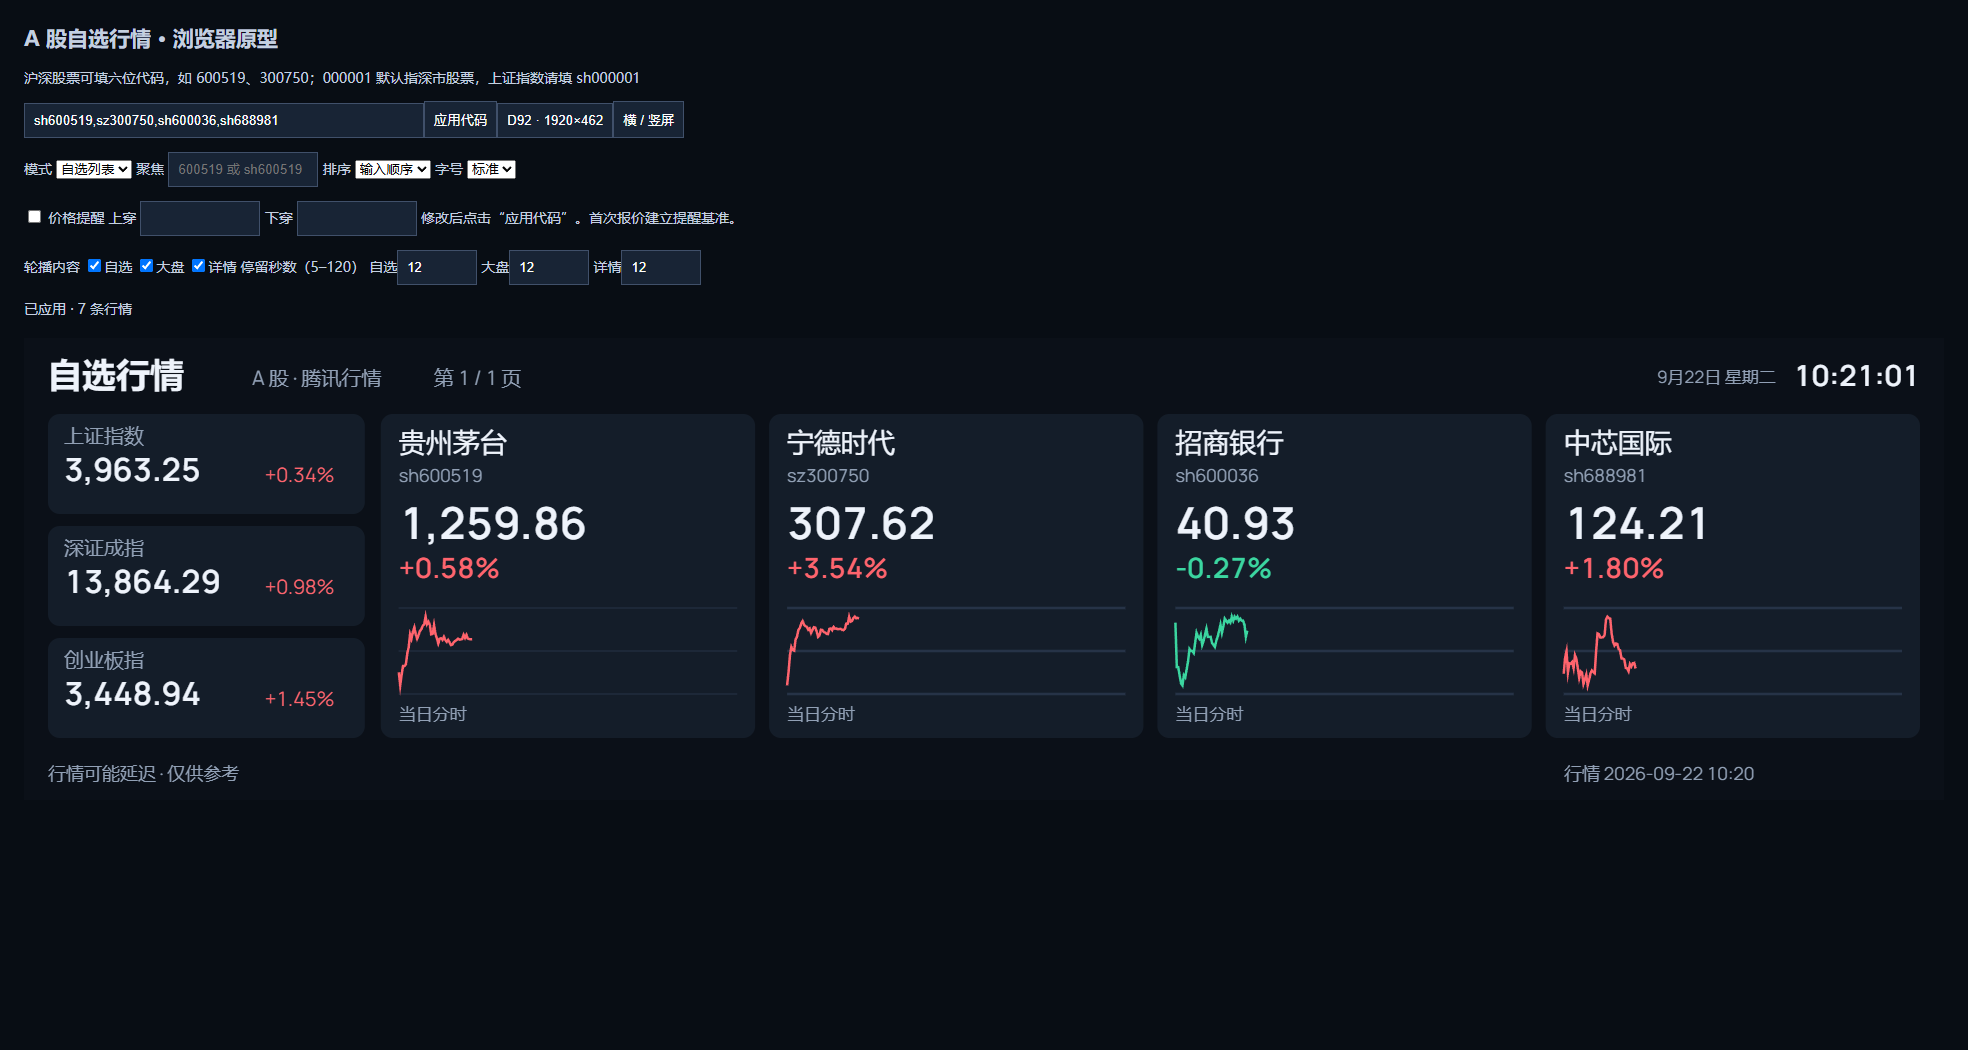 A 股自选行情 • 浏览器原型
沪深股票可填六位代码，如 600519、300750；000001 默认指深市股票，上证指数请填 sh000001
sh600519,sz300750,sh600036,sh688981 应用代码 D92 · 1920×462 横 / 竖屏
模式 自选列表 聚焦 600519 或 sh600519 排序 输入顺序 字号 标准
价格提醒 上穿 下穿 修改后点击“应用代码”。首次报价建立提醒基准。
轮播内容 自选 大盘 详情 停留秒数（5–120） 自选 12 大盘 12 详情 12
已应用 · 7 条行情
自选行情 A 股 · 腾讯行情 第 1 / 1 页 9月22日 星期二 10:21:01
上证指数
3,963.25 +0.34%
深证成指
13,864.29 +0.98%
创业板指
3,448.94 +1.45%
贵州茅台
sh600519
1,259.86
+0.58%
当日分时
宁德时代
sz300750
307.62
+3.54%
当日分时
招商银行
sh600036
40.93
-0.27%
当日分时
中芯国际
sh688981
124.21
+1.80%
当日分时
行情可能延迟 · 仅供参考 行情 2026-09-22 10:20